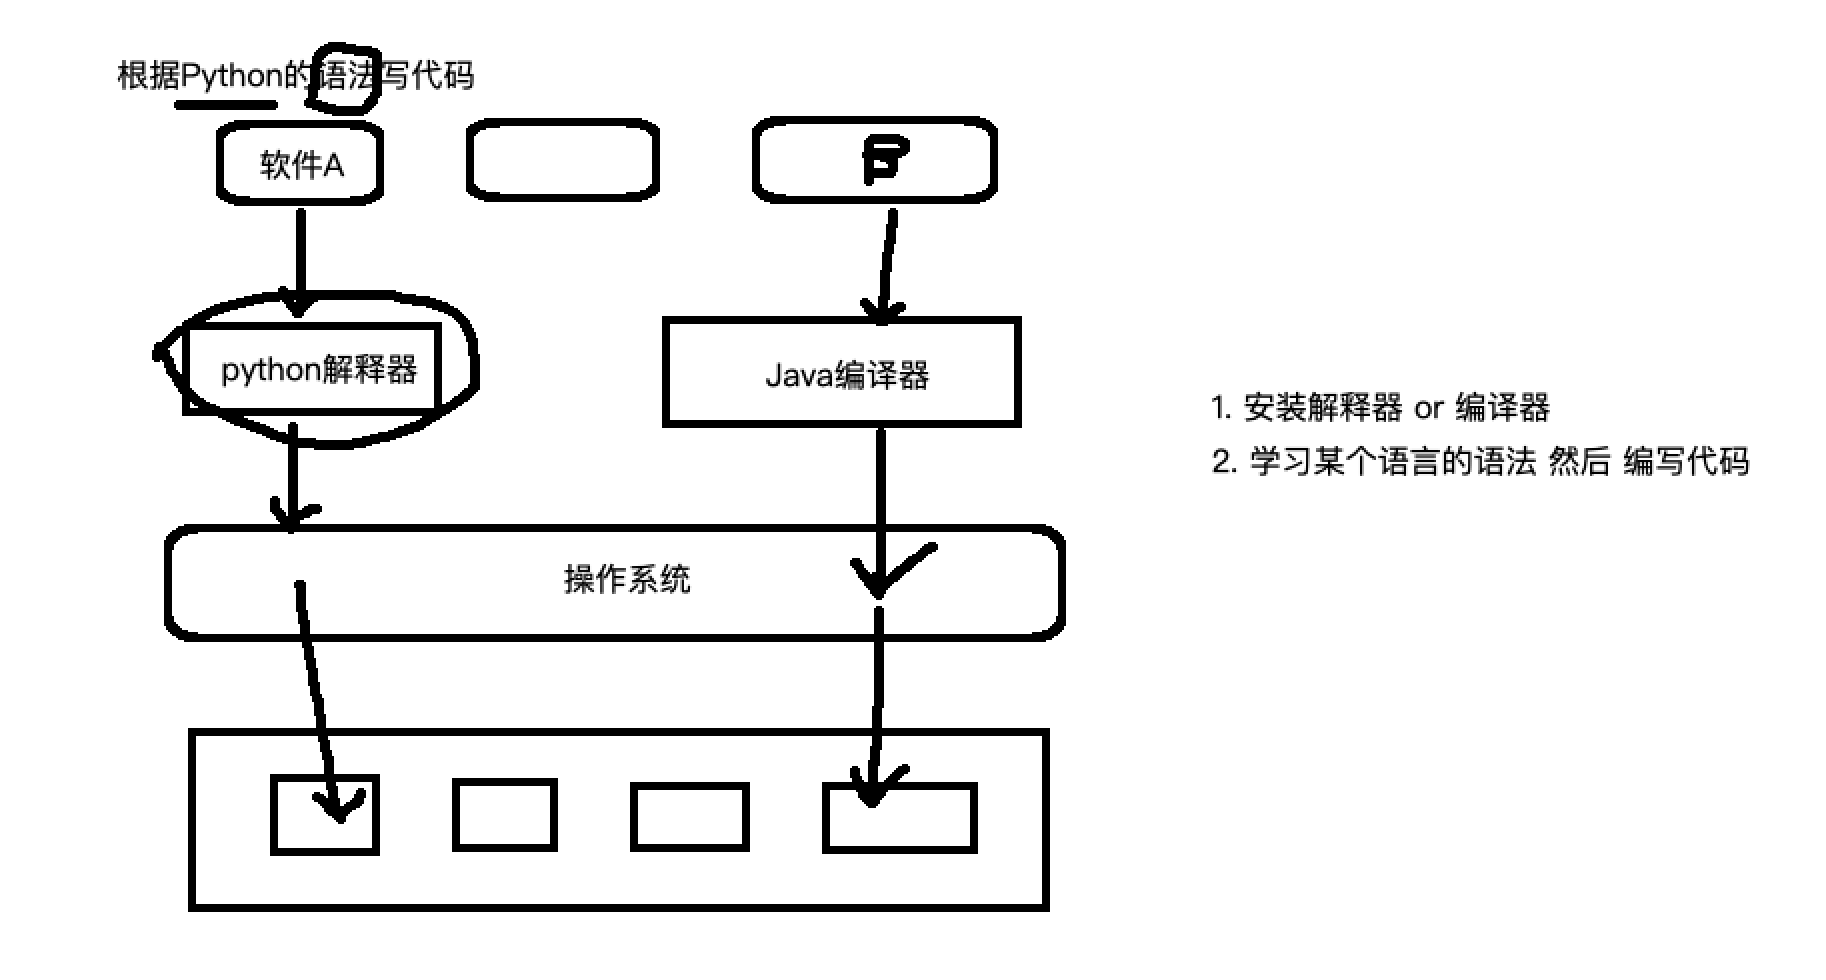 根据Python的语法写代码
软件A
python解释器
Java编译器
1. 安装解释器 or 编译器
2. 学习某个语言的语法 然后 编写代码
操作系统